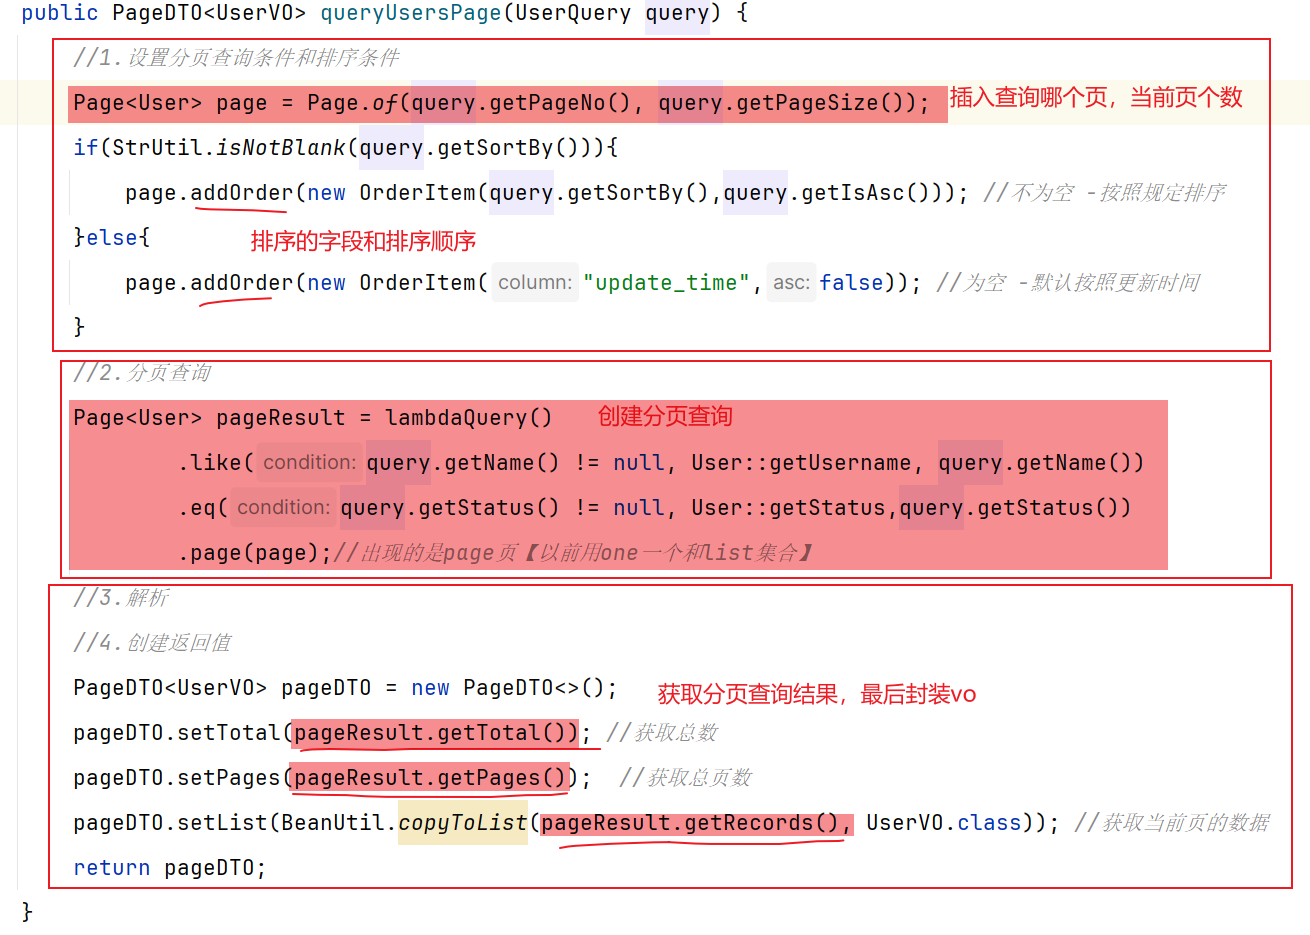 public PageDTO<UserVO> queryUsersPage(UserQuery query) {
//1.设置分页查询条件和排序条件
Page<User> page = Page.of(query.getPageNo(), query.getPageSize()); 插入查询哪个页，当前页个数
if(StrUtil.isNotBlank(query.getSortBy())){
page.addOrder(new OrderItem(query.getSortBy(),query.getIsAsc())); //不为空 -按照规定排序
}else{ 排序的字段和排序顺序
page.addOrder(new OrderItem( column: "update_time", asc: false)); //为空 -默认按照更新时间
}
//2.分页查询
Page<User> pageResult = lambdaQuery() 创建分页查询
.like( condition: query.getName() != null, User::getUsername, query.getName())
.eq( condition: query.getStatus() != null, User::getStatus,query.getStatus())
.page(page);//出现的是page页【以前用one一个和list集合】
//3.解析
//4.创建返回值
PageDTO<UserVO> pageDTO = new PageDTO<>(); 获取分页查询结果，最后封装vo
pageDTO.setTotal(pageResult.getTotal()); //获取总数
pageDTO.setPages(pageResult.getPages()); //获取总页数
pageDTO.setList(BeanUtil.copyToList(pageResult.getRecords(), UserVO.class)); //获取当前页的数据
return pageDTO;
}